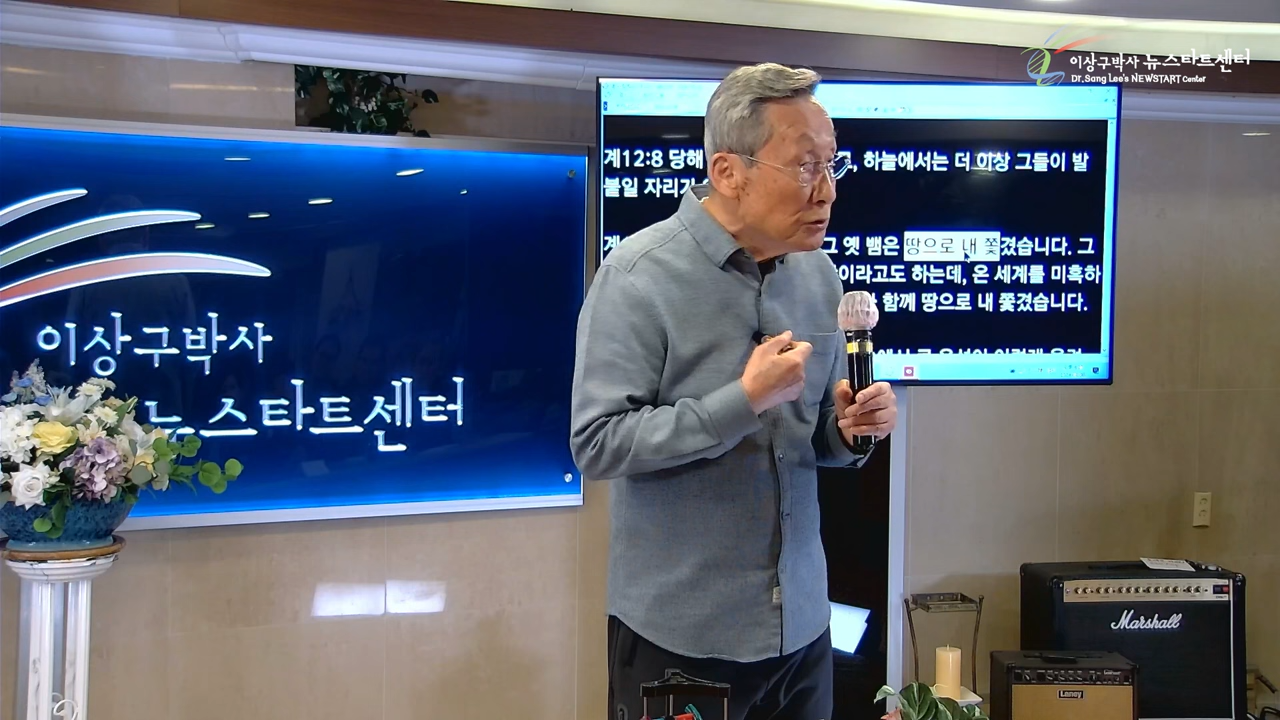 이상구박사 뉴스타트센터
Dr. Sang Lee's NEWSTART Center
계12:8 당해 하늘에서는 더 이상 그들이 발
붙일 자리가
그 옛 뱀은 땅으로 내 쫓겼습니다. 그
이라고도 하는데, 온 세계를 미혹하
함께 땅으로 내 쫓겼습니다.
이상구박사
뉴스타트센터
Marshall
Laney